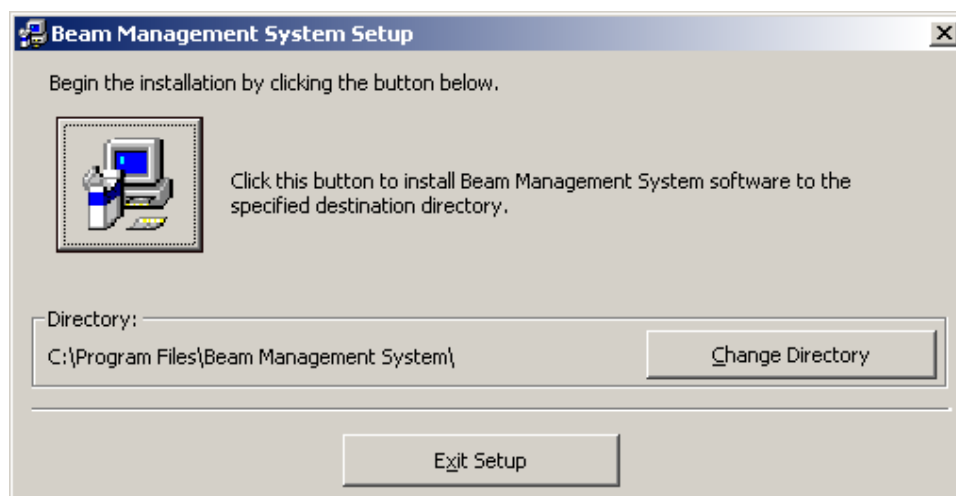 Beam Management System Setup
Begin the installation by clicking the button below.
Click this button to install Beam Management System software to the
specified destination directory.
Directory:
C:\Program Files\Beam Management System\
Change Directory
Exit Setup